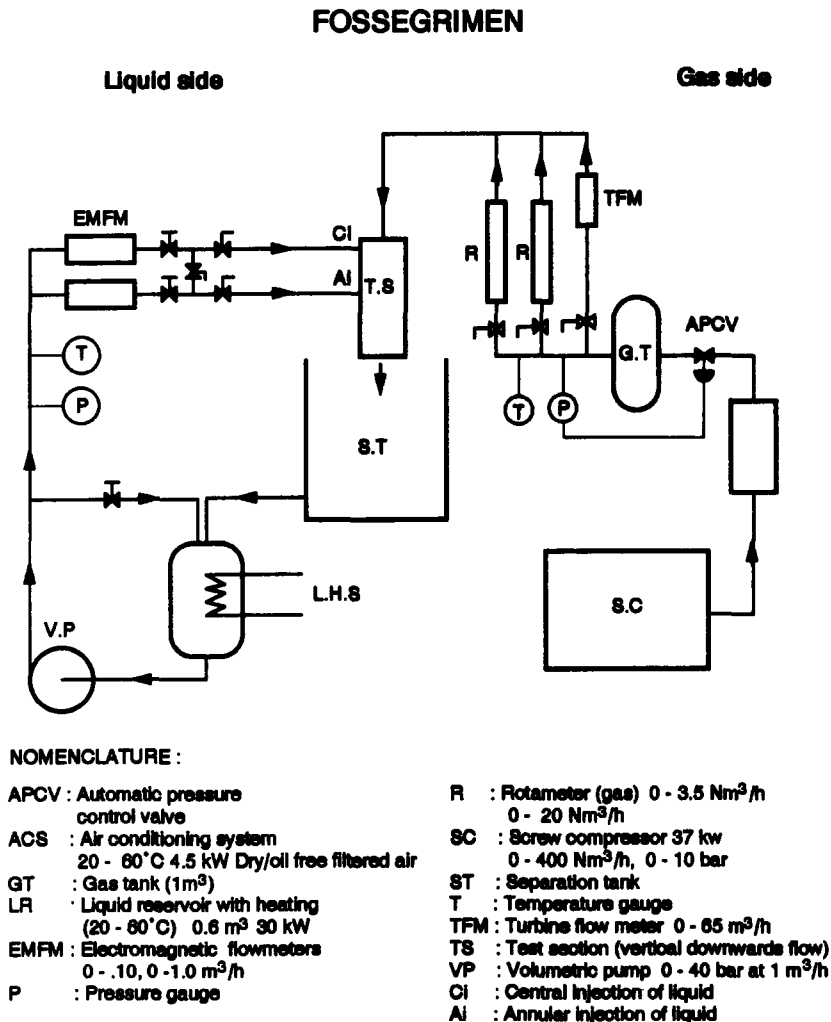 FOSSEGRIMEN
Liquid side
Gas side
TFM
EMFM
Ci
R
R
Ai
T.S
APCV
G.T
T
P
T
P
S.T
L.H.S
S.C
V.P
NOMENCLATURE :
APCV : Automatic pressure
control valve
ACS : Air conditioning system
20 - 60°C 4.5 kW Dry/oil free filtered air
GT : Gas tank (1m³)
LR : Liquid reservoir with heating
(20 - 60°C) 0.6 m³ 30 kW
EMFM : Electromagnetic flowmeters
0 - .10, 0 -1.0 m³/h
P : Pressure gauge
R : Rotameter (gas) 0 - 3.5 Nm³/h
0 - 20 Nm³/h
SC : Screw compressor 37 kw
0 - 400 Nm³/h, 0 - 10 bar
ST : Separation tank
T : Temperature gauge
TFM : Turbine flow meter 0 - 65 m³/h
TS : Test section (vertical downwards flow)
VP : Volumetric pump 0 - 40 bar at 1 m³/h
Ci : Central injection of liquid
Ai : Annular injection of liquid